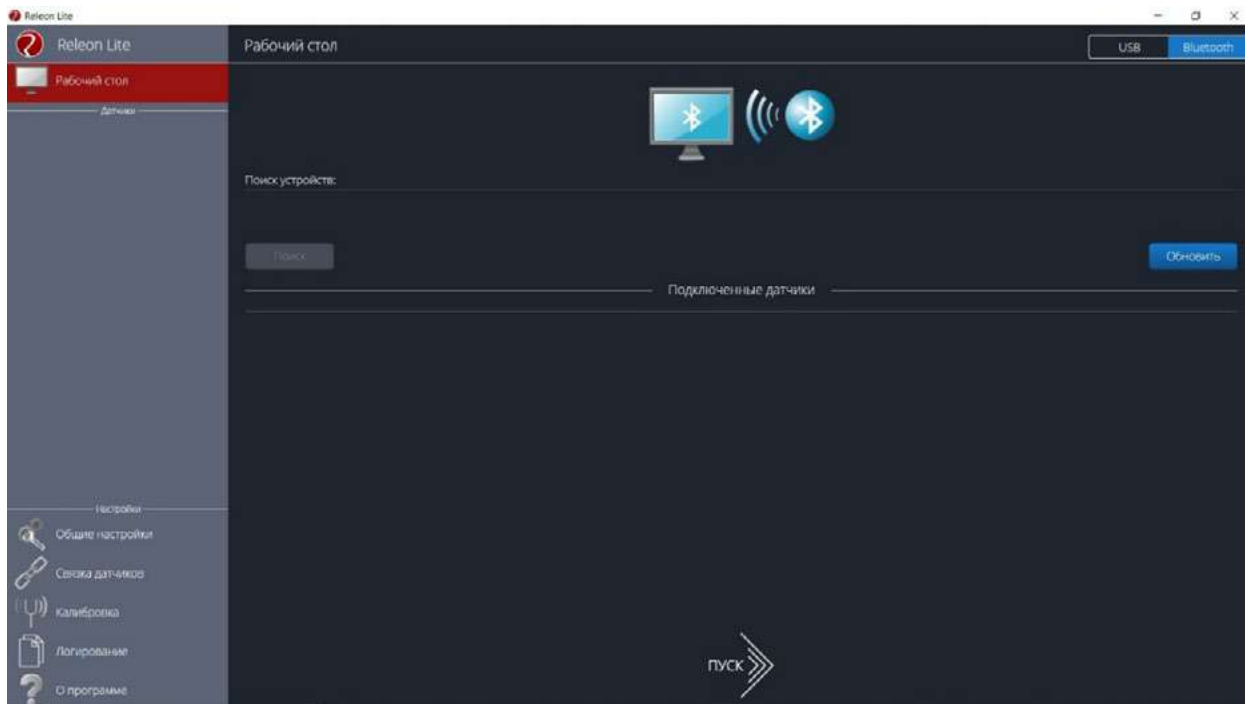 Releon Lite
Releon Lite
Рабочий стол
USB
Bluetooth
Рабочий стол
Датчики
Поиск устройств:
Поиск
Обновить
Подключенные датчики
Настройки
Общие настройки
Связка датчиков
Калибровка
Логирование
О программе
ПУСК